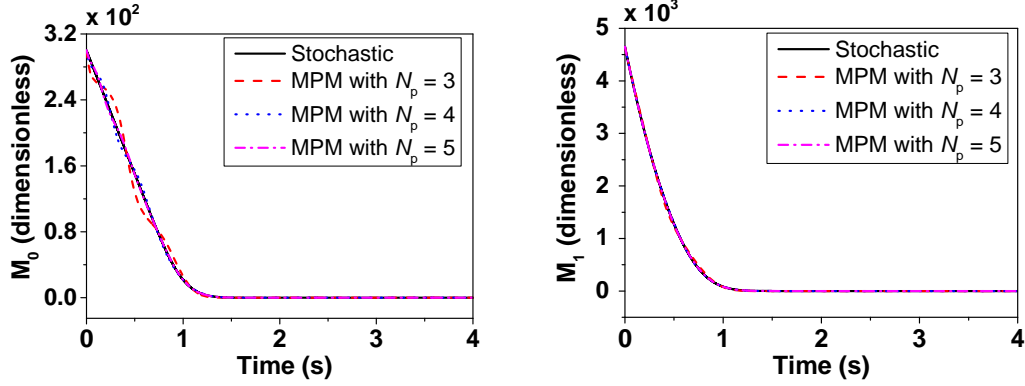 x 10²
3.2
2.4
1.6
0.8
0.0
M₀ (dimensionless)
0 1 2 3 4
Time (s)
Stochastic
MPM with Nₚ = 3
MPM with Nₚ = 4
MPM with Nₚ = 5
x 10³
5
4
3
2
1
0
M₁ (dimensionless)
0 1 2 3 4
Time (s)
Stochastic
MPM with Nₚ = 3
MPM with Nₚ = 4
MPM with Nₚ = 5